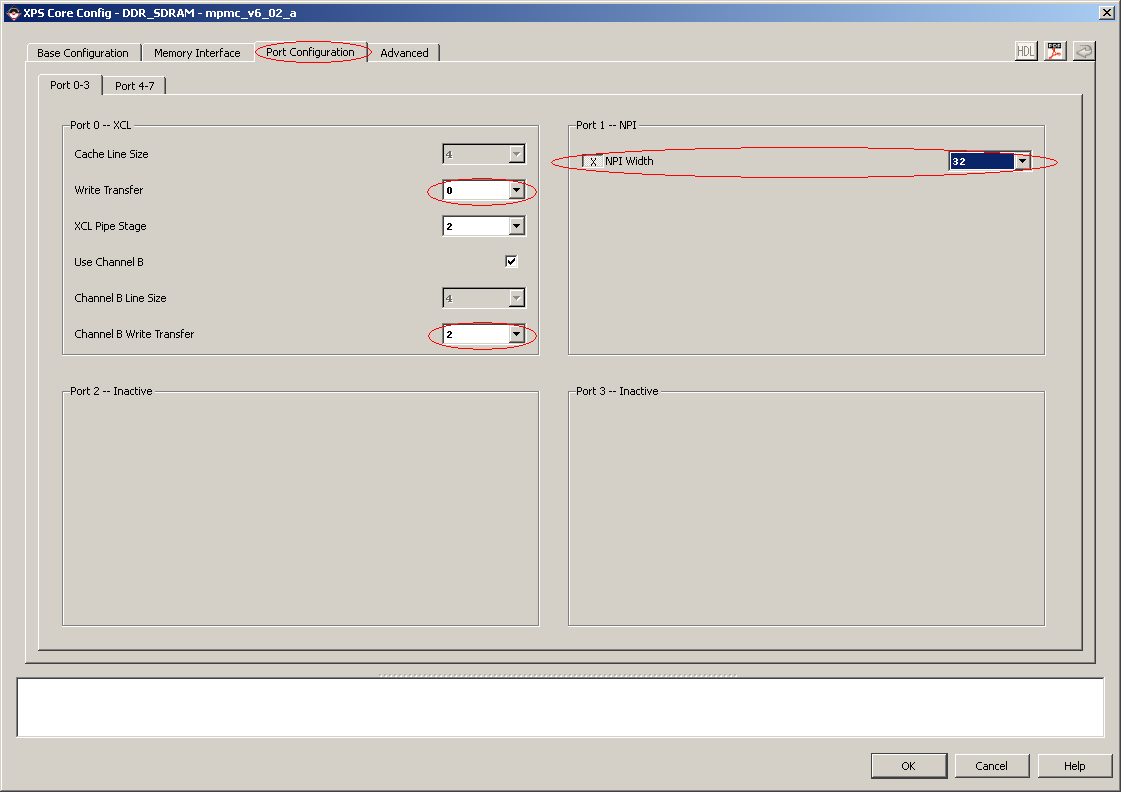 XPS Core Config - DDR_SDRAM - mpmc_v6_02_a
Base Configuration Memory Interface Port Configuration Advanced
HDL
PDF
Port 0-3 Port 4-7
Port 0 -- XCL
Cache Line Size 4
Write Transfer 0
XCL Pipe Stage 2
Use Channel B
Channel B Line Size 4
Channel B Write Transfer 2
Port 1 -- NPI
X NPI Width 32
Port 2 -- Inactive
Port 3 -- Inactive
OK Cancel Help